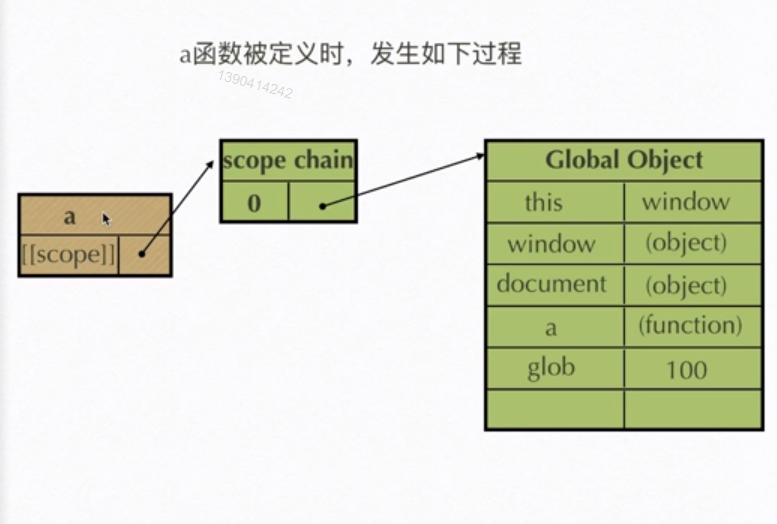 a函数被定义时，发生如下过程
1390414242
scope chain
0
a
[[scope]]
Global Object
this window
window (object)
document (object)
a (function)
glob 100